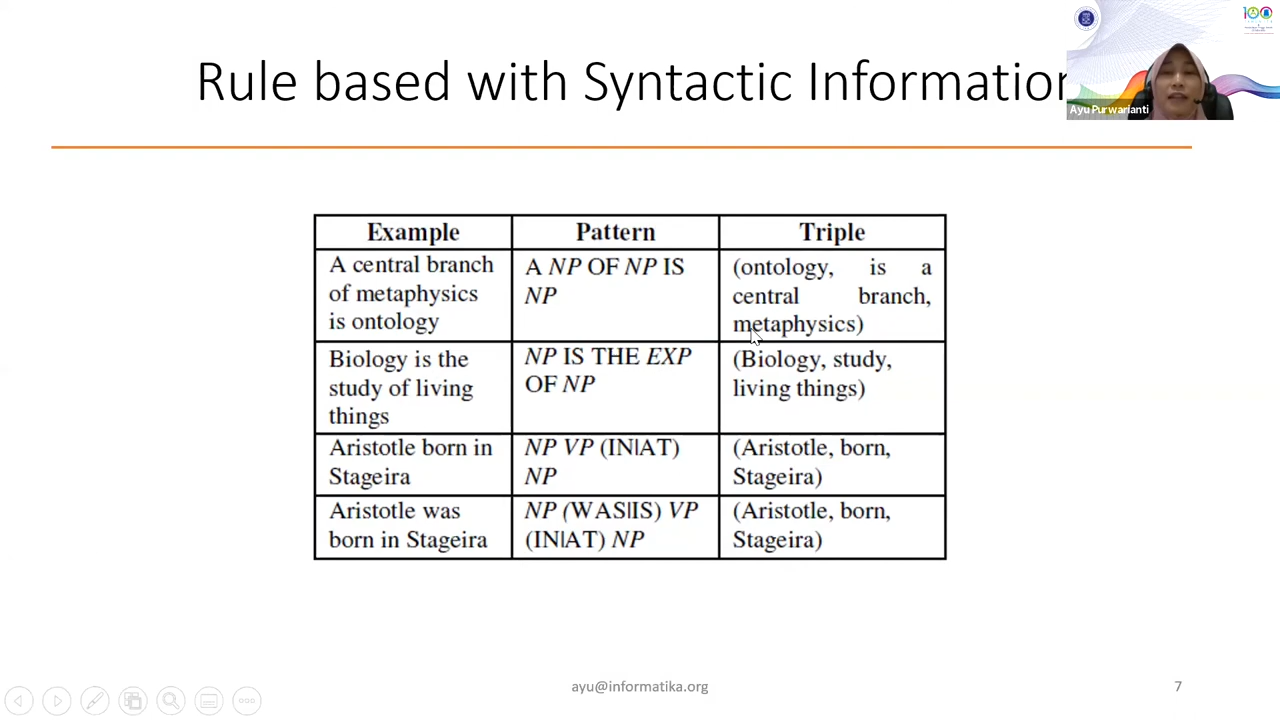 Rule based with Syntactic Information
Ayu Purwarianti
Example Pattern Triple
A central branch
of metaphysics
is ontology
A NP OF NP IS
NP
(ontology, is a
central branch,
metaphysics)
Biology is the
study of living
things
NP IS THE EXP
OF NP
(Biology, study,
living things)
Aristotle born in
Stageira
NP VP (IN|AT)
NP
(Aristotle, born,
Stageira)
Aristotle was
born in Stageira
NP (WAS|IS) VP
(IN|AT) NP
(Aristotle, born,
Stageira)
ayu@informatika.org
7
100